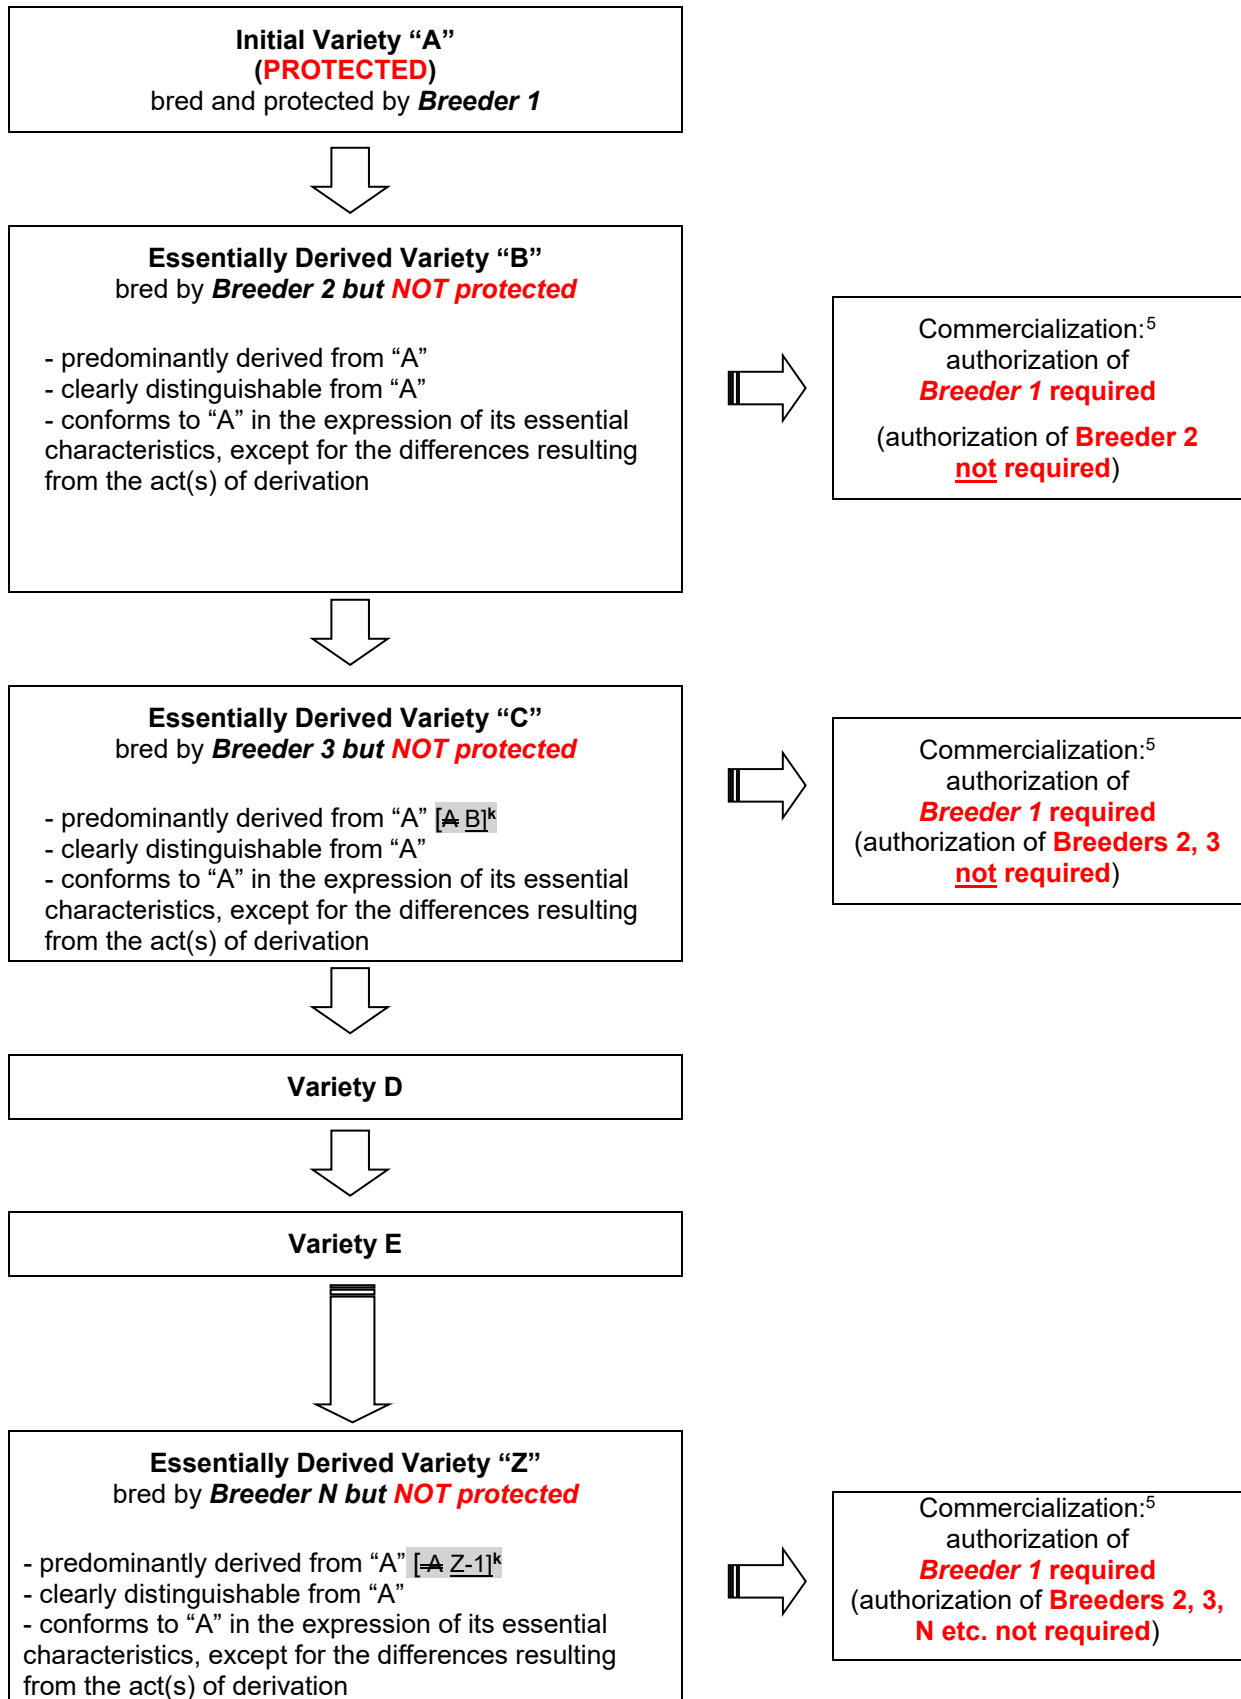 Initial Variety “A”
(PROTECTED)
bred and protected by Breeder 1
Essentially Derived Variety “B”
bred by Breeder 2 but NOT protected
- predominantly derived from “A”
- clearly distinguishable from “A”
- conforms to “A” in the expression of its essential
characteristics, except for the differences resulting
from the act(s) of derivation
Commercialization:5
authorization of
Breeder 1 required
(authorization of Breeder 2
not required)
Essentially Derived Variety “C”
bred by Breeder 3 but NOT protected
- predominantly derived from “A” [A B]k
- clearly distinguishable from “A”
- conforms to “A” in the expression of its essential
characteristics, except for the differences resulting
from the act(s) of derivation
Commercialization:5
authorization of
Breeder 1 required
(authorization of Breeders 2, 3
not required)
Variety D
Variety E
Essentially Derived Variety “Z”
bred by Breeder N but NOT protected
- predominantly derived from “A” [ A Z-1]k
- clearly distinguishable from “A”
- conforms to “A” in the expression of its essential
characteristics, except for the differences resulting
from the act(s) of derivation
Commercialization:5
authorization of
Breeder 1 required
(authorization of Breeders 2, 3,
N etc. not required)